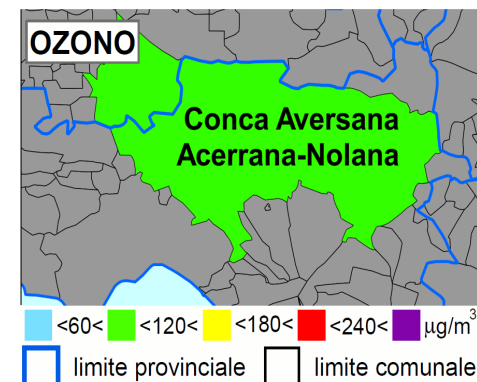 OZONO
Conca Aversana
Acerrana-Nolana
<60< <120< <180< <240< µg/m³
limite provinciale limite comunale